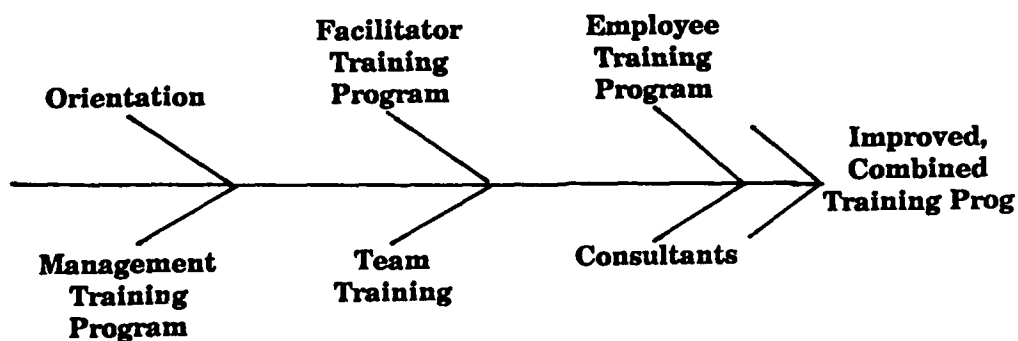 Facilitator
Training
Program
Employee
Training
Program
Orientation
Improved,
Combined
Training Prog
Management
Training
Program
Team
Training
Consultants